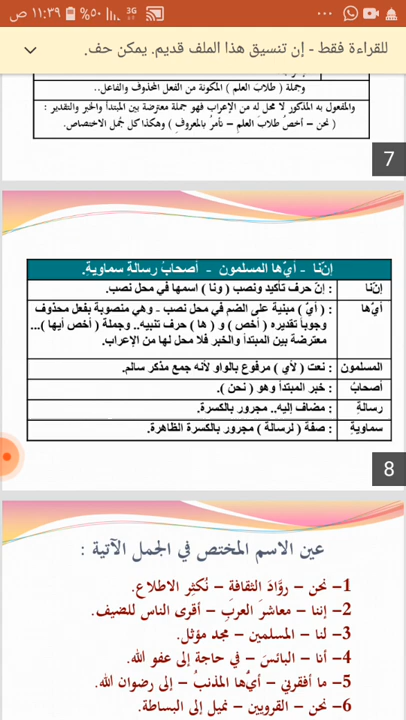 ١١:٣٩ ص
٪٥٠
3G
للقراءة فقط - إن تنسيق هذا الملف قديم. يمكن حف.
وجملة ( طلابَ العلم ) المكونة من الفعل المحذوف والفاعل..
والمفعول به المذكور لا محل له من الإعراب فهو جملة معترضة بين المبتدأ والخبر والتقدير :
( نحن – أخصُ طلابَ العلمِ – نأمرُ بالمعروفِ ) وهكذا كل جُمل الاختصاص.
7
إنّنا - أيُّها المسلمون - أصحابُ رسالةٍ سماويةٍ.
إنّنا : إنّ حرف تأكيد ونصب ( ونا ) اسمها في محل نصب.
أيُّها : ( أيُّ ) مبنية على الضم في محل نصب - وهي منصوبة بفعل محذوف
وجوباً تقديره ( أخص ) و ( ها ) حرف تنبيه.. وجملة ( أخص أيها )...
معترضة بين المبتدأ والخبر فلا محل لها من الإعراب.
المسلمون : نعت ( لأي ) مرفوع بالواو لأنه جمع مذكر سالم.
أصحابُ : خبر المبتدأ وهو ( نحن ).
رسالةِ : مضاف إليه.. مجرور بالكسرة.
سماويةِ : صفة ( لرسالة ) مجرور بالكسرة الظاهرة.
8
عين الاسم المختص في الجمل الآتية :
1– نحن – روَّادَ الثقافةِ – نُكثِر الاطلاع.
2– إننا – معاشرَ العربِ – أقرى الناس للضيف.
3– لنا – المسلمين – مجد مؤثل.
4– أنا – البائسَ – في حاجة إلى عفو الله.
5– ما أفقرني – أيُّها المذنبُ – إلى رضوان الله.
6– نحن – القرويين – نميل إلى البساطة.